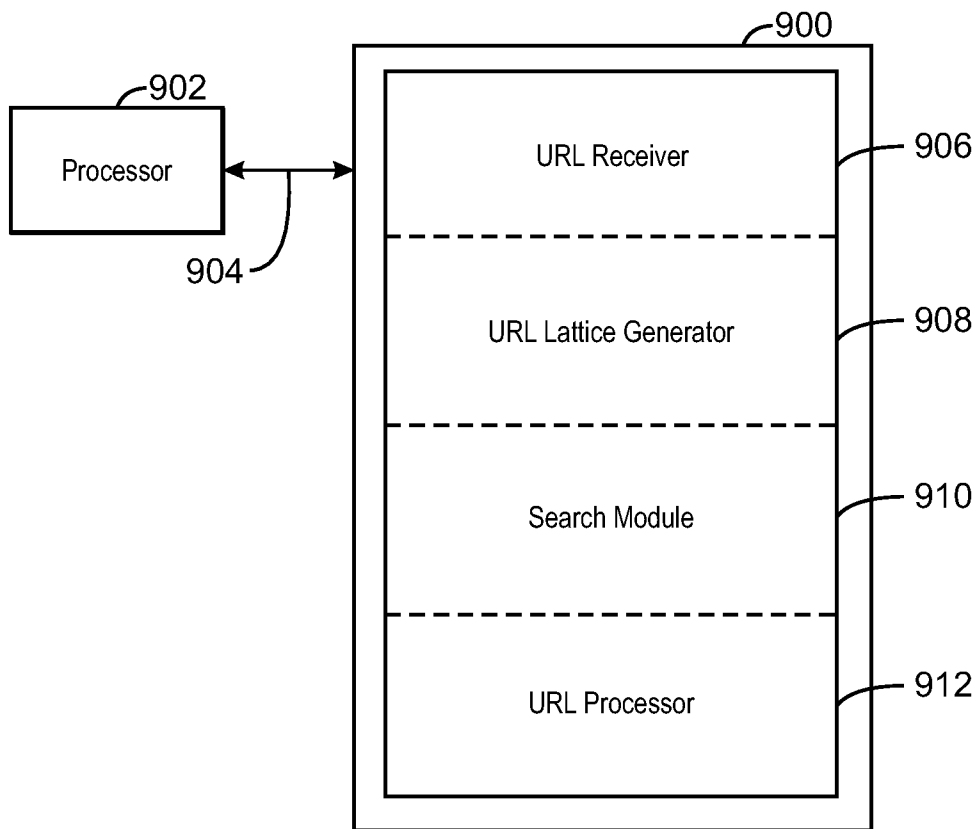 900
902
Processor
904
URL Receiver
906
URL Lattice Generator
908
Search Module
910
URL Processor
912